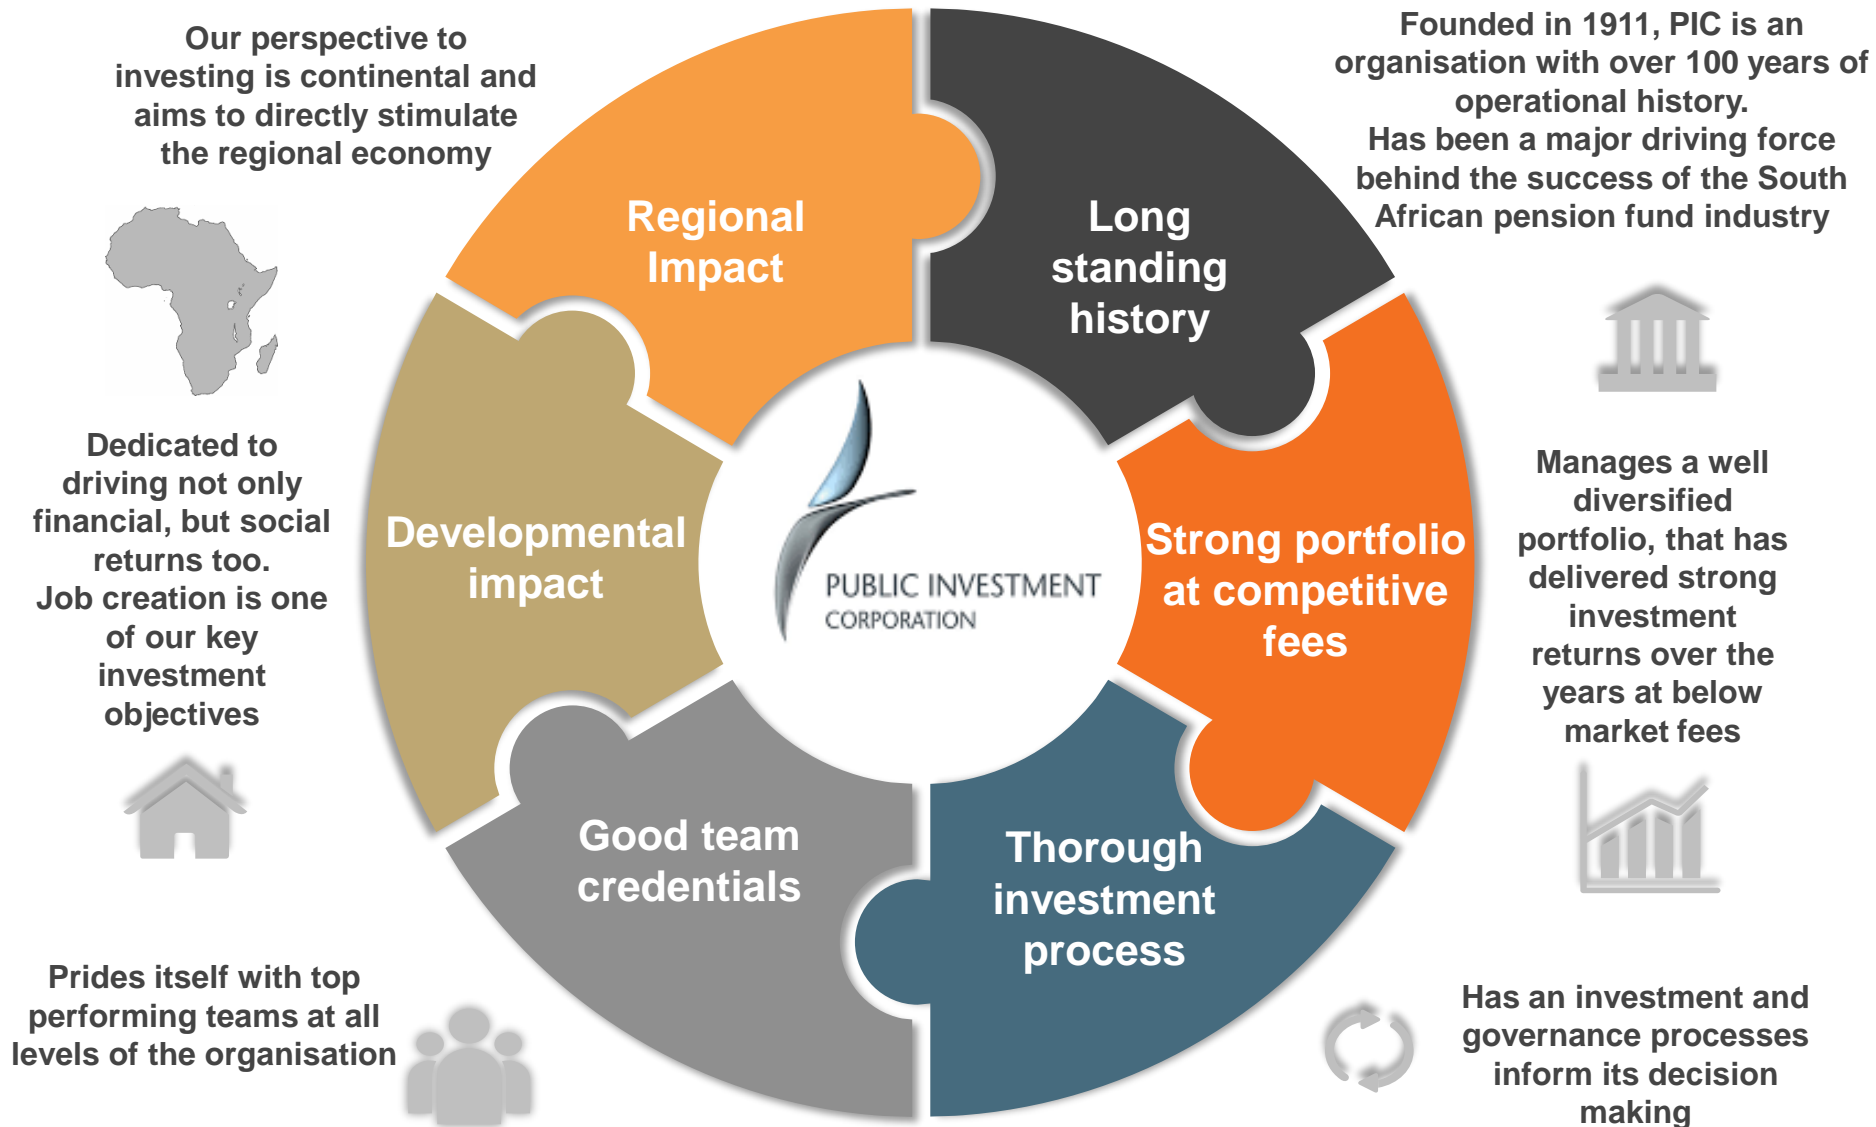 Our perspective to
investing is continental and
aims to directly stimulate
the regional economy
Founded in 1911, PIC is an
organisation with over 100 years of
operational history.
Has been a major driving force
behind the success of the South
African pension fund industry
Regional
Impact
Long
standing
history
Dedicated to
driving not only
financial, but social
returns too.
Job creation is one
of our key
investment
objectives
Developmental
impact
PUBLIC INVESTMENT
CORPORATION
Strong portfolio
at competitive
fees
Manages a well
diversified
portfolio, that has
delivered strong
investment
returns over the
years at below
market fees
Good team
credentials
Thorough
investment
process
Prides itself with top
performing teams at all
levels of the organisation
Has an investment and
governance processes
inform its decision
making